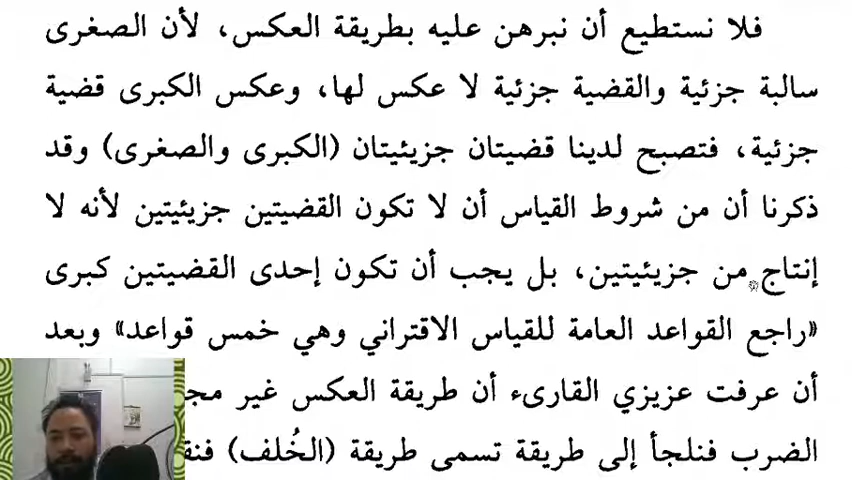 فلا نستطيع أن نبرهن عليه بطريقة العكس، لأن الصغرى
سالبة جزئية والقضية جزئية لا عكس لها، وعكس الكبرى قضية
جزئية، فتصبح لدينا قضيتان جزيئيتان (الكبرى والصغرى) وقد
ذكرنا أن من شروط القياس أن لا تكون القضيتين جزيئيتين لأنه لا
إنتاج من جزيئيتين، بل يجب أن تكون إحدى القضيتين كبرى
«راجع القواعد العامة للقياس الاقتراني وهي خمس قواعد» وبعد
أن عرفت عزيزي القارىء أن طريقة العكس غير
الضرب فنلجأ إلى طريقة تسمى طريقة (الخُلف)